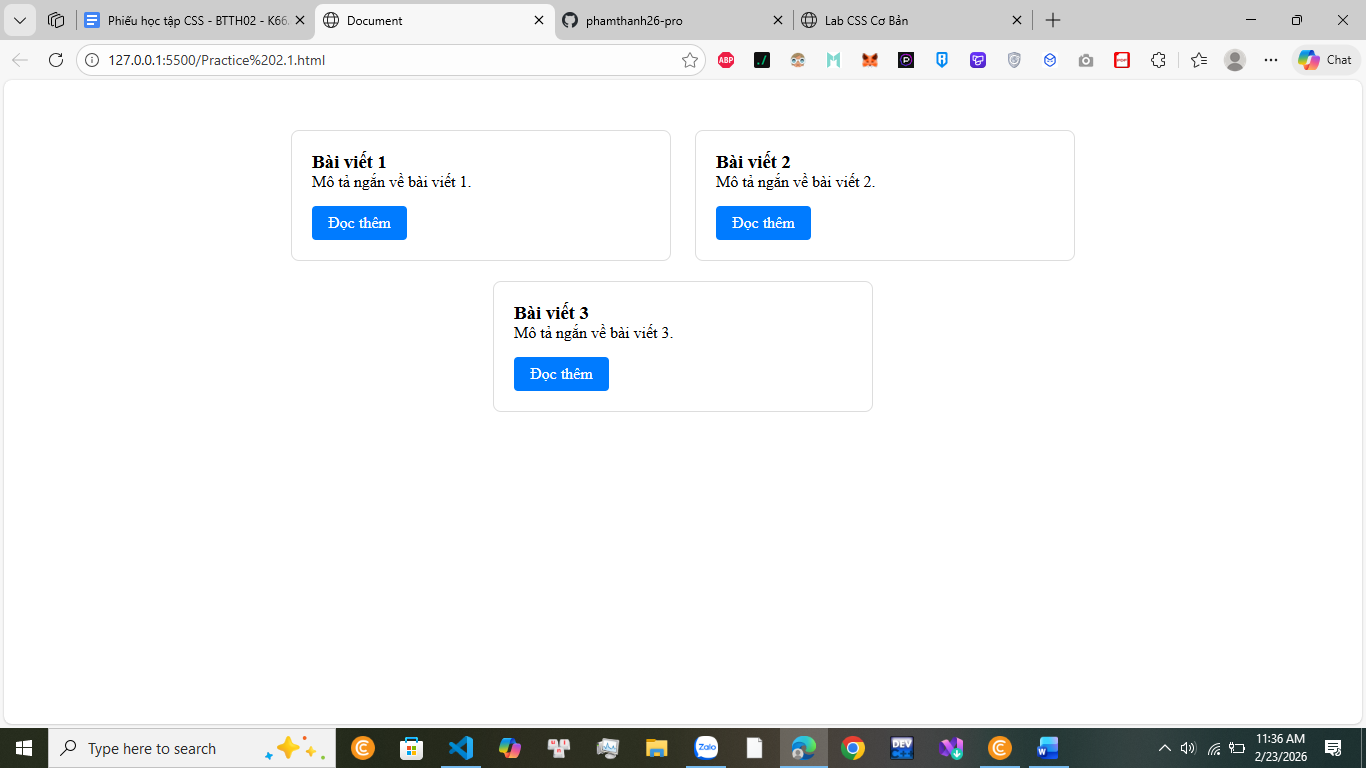 Phiếu học tập CSS - BTTH02 - K66.
Document
phamthanh26-pro
Lab CSS Cơ Bản
127.0.0.1:5500/Practice%202.1.html
ABP
PDF
Chat
Bài viết 1
Mô tả ngắn về bài viết 1.
Đọc thêm
Bài viết 2
Mô tả ngắn về bài viết 2.
Đọc thêm
Bài viết 3
Mô tả ngắn về bài viết 3.
Đọc thêm
Type here to search
Zalo
DEV
11:36 AM
2/23/2026